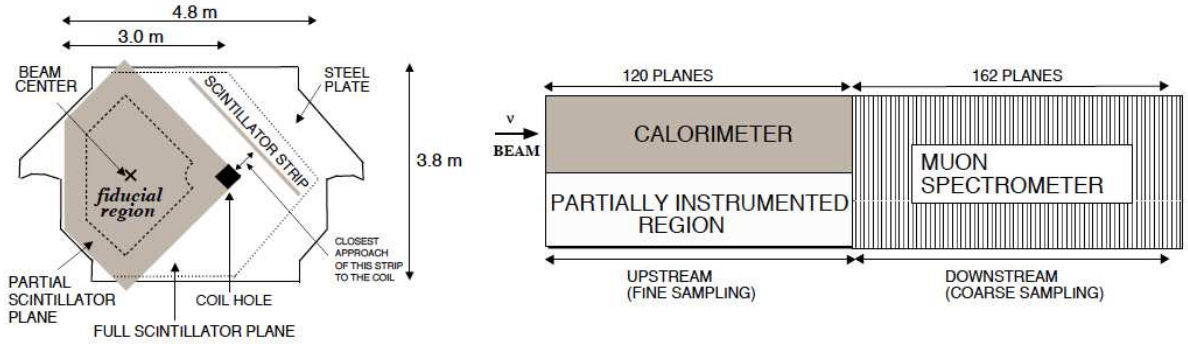 4.8 m
3.0 m
BEAM
CENTER
SCINTILLATOR STRIP
STEEL
PLATE
3.8 m
fiducial
region
CLOSEST
APPROACH
OF THIS STRIP
TO THE COIL
PARTIAL
SCINTILLATOR
PLANE
COIL HOLE
FULL SCINTILLATOR PLANE
120 PLANES
162 PLANES
ν
BEAM
CALORIMETER
MUON
SPECTROMETER
PARTIALLY INSTRUMENTED
REGION
UPSTREAM
(FINE SAMPLING)
DOWNSTREAM
(COARSE SAMPLING)